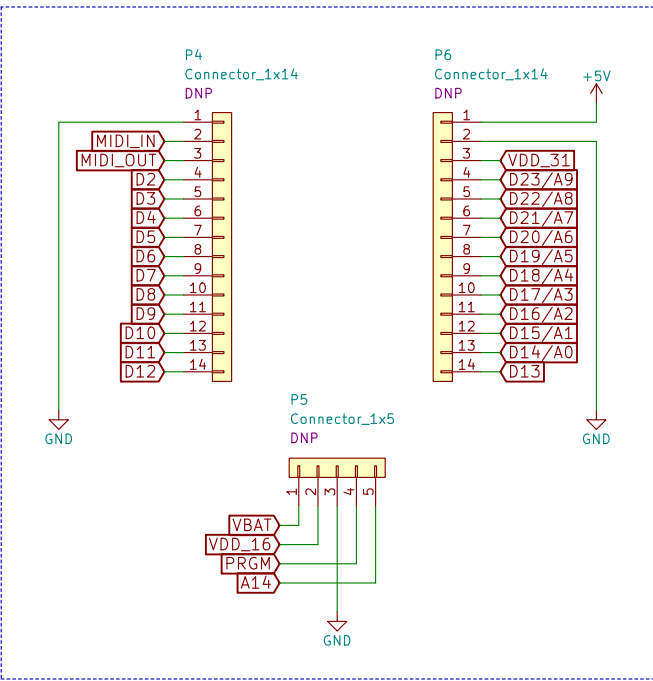 P4
Connector_1x14
DNP
1
MIDI_IN 2
MIDI_OUT 3
D2 4
D3 5
D4 6
D5 7
D6 8
D7 9
D8 10
D9 11
D10 12
D11 13
D12 14
GND
P6
Connector_1x14
DNP
+5V
1
2
3 VDD_31
4 D23/A9
5 D22/A8
6 D21/A7
7 D20/A6
8 D19/A5
9 D18/A4
10 D17/A3
11 D16/A2
12 D15/A1
13 D14/A0
14 D13
GND
P5
Connector_1x5
DNP
1 2 3 4 5
VBAT
VDD_16
PRGM
A14
GND